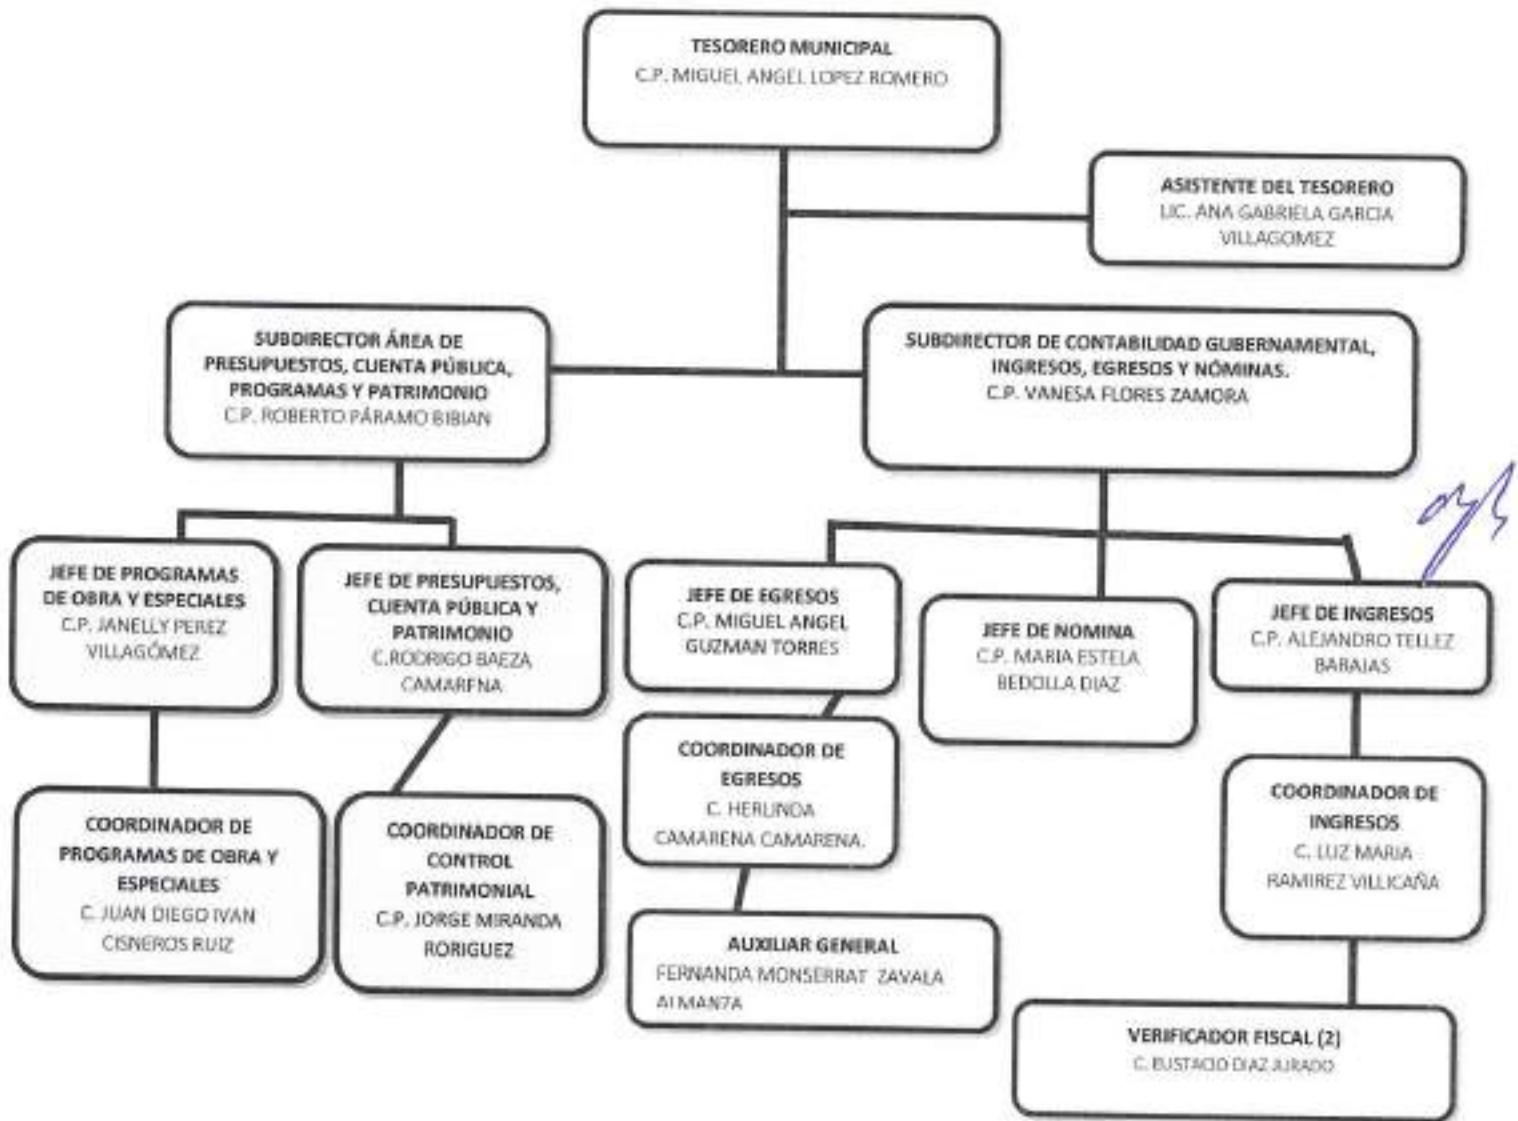 TESORERO MUNICIPAL
C.P. MIGUEL ANGEL LOPEZ ROMERO
ASISTENTE DEL TESORERO
LIC. ANA GABRIELA GARCIA
VILLAGOMEZ
SUBDIRECTOR ÁREA DE
PRESUPUESTOS, CUENTA PÚBLICA,
PROGRAMAS Y PATRIMONIO
C.P. ROBERTO PÁRAMO BIBIAN
SUBDIRECTOR DE CONTABILIDAD GUBERNAMENTAL,
INGRESOS, EGRESOS Y NÓMINAS.
C.P. VANESA FLORES ZAMORA
JEFE DE PROGRAMAS
DE OBRA Y ESPECIALES
C.P. JANELLY PEREZ
VILLAGÓMEZ
JEFE DE PRESUPUESTOS,
CUENTA PÚBLICA Y
PATRIMONIO
C.RODRIGO BAEZA
CAMARENA
JEFE DE EGRESOS
C.P. MIGUEL ANGEL
GUZMAN TORRES
JEFE DE NOMINA
C.P. MARIA ESTELA
BEDOLLA DIAZ
JEFE DE INGRESOS
C.P. ALEJANDRO TELLEZ
BARAJAS
COORDINADOR DE
PROGRAMAS DE OBRA Y
ESPECIALES
C. JUAN DIEGO IVAN
CISNEROS RUIZ
COORDINADOR DE
CONTROL
PATRIMONIAL
C.P. JORGE MIRANDA
RORIGUEZ
COORDINADOR DE
EGRESOS
C. HERLINDA
CAMARENA CAMARENA.
COORDINADOR DE
INGRESOS
C. LUZ MARIA
RAMIREZ VILLICAÑA
AUXILIAR GENERAL
FERNANDA MONSERRAT ZAVALA
ALMANZA
VERIFICADOR FISCAL (2)
C. EUSTACIO DIAZ JURADO